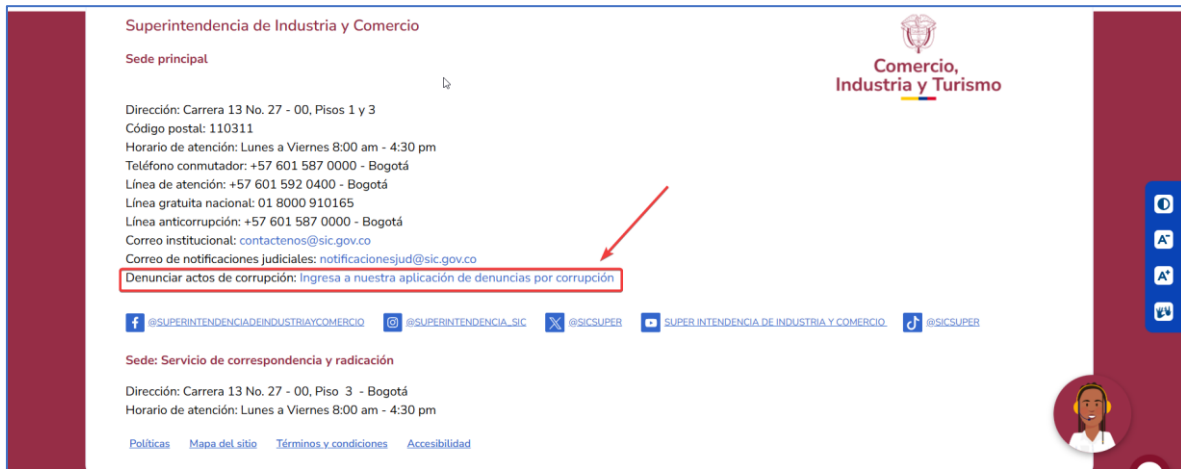 Superintendencia de Industria y Comercio
Sede principal
Comercio,
Industria y Turismo
Dirección: Carrera 13 No. 27 - 00, Pisos 1 y 3
Código postal: 110311
Horario de atención: Lunes a Viernes 8:00 am - 4:30 pm
Teléfono conmutador: +57 601 587 0000 - Bogotá
Línea de atención: +57 601 592 0400 - Bogotá
Línea gratuita nacional: 01 8000 910165
Línea anticorrupción: +57 601 587 0000 - Bogotá
Correo institucional: contactenos@sic.gov.co
Correo de notificaciones judiciales: notificacionesjud@sic.gov.co
Denunciar actos de corrupción: Ingresa a nuestra aplicación de denuncias por corrupción
@SUPERINTENDENCIADEINDUSTRIAYCOMERCIO @SUPERINTENDENCIA_SIC @SICSUPER SUPER INTENDENCIA DE INDUSTRIA Y COMERCIO @SICSUPER
Sede: Servicio de correspondencia y radicación
Dirección: Carrera 13 No. 27 - 00, Piso 3 - Bogotá
Horario de atención: Lunes a Viernes 8:00 am - 4:30 pm
Políticas Mapa del sitio Términos y condiciones Accesibilidad
A-
A+